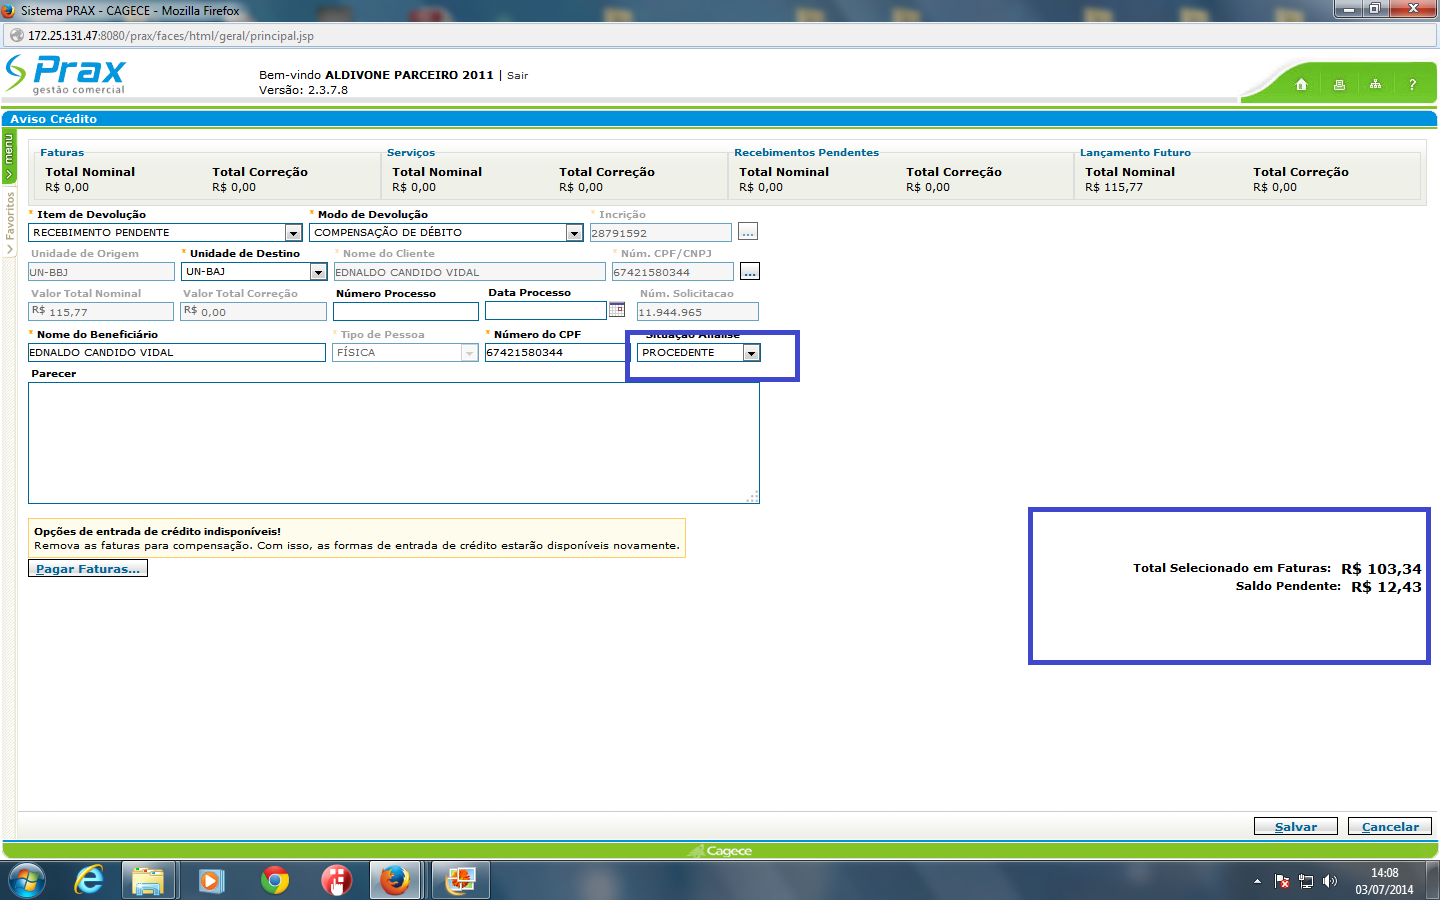 Sistema PRAX - CAGECE - Mozilla Firefox
172.25.131.47:8080/prax/faces/html/geral/principal.jsp
Prax
gestão comercial
Bem-vindo ALDIVONE PARCEIRO 2011 | Sair
Versão: 2.3.7.8
?
Aviso Crédito
menu
Favoritos
Faturas Serviços Recebimentos Pendentes Lançamento Futuro
Total Nominal Total Correção Total Nominal Total Correção Total Nominal Total Correção Total Nominal Total Correção
R$ 0,00 R$ 0,00 R$ 0,00 R$ 0,00 R$ 0,00 R$ 0,00 R$ 115,77 R$ 0,00
* Item de Devolução * Modo de Devolução * Incrição
RECEBIMENTO PENDENTE COMPENSAÇÃO DE DÉBITO 28791592 ...
Unidade de Origem * Unidade de Destino * Nome do Cliente * Núm. CPF/CNPJ
UN-BBJ UN-BAJ EDNALDO CANDIDO VIDAL 67421580344 ...
Valor Total Nominal Valor Total Correção Número Processo Data Processo Núm. Solicitacao
R$ 115,77 R$ 0,00 11.944.965
* Nome do Beneficiário * Tipo de Pessoa * Número do CPF Situação Análise
EDNALDO CANDIDO VIDAL FÍSICA 67421580344 PROCEDENTE
Parecer
Opções de entrada de crédito indisponíveis!
Remova as faturas para compensação. Com isso, as formas de entrada de crédito estarão disponíveis novamente.
Pagar Faturas...
Total Selecionado em Faturas: R$ 103,34
Saldo Pendente: R$ 12,43
Salvar Cancelar
Cagece
14:08
03/07/2014